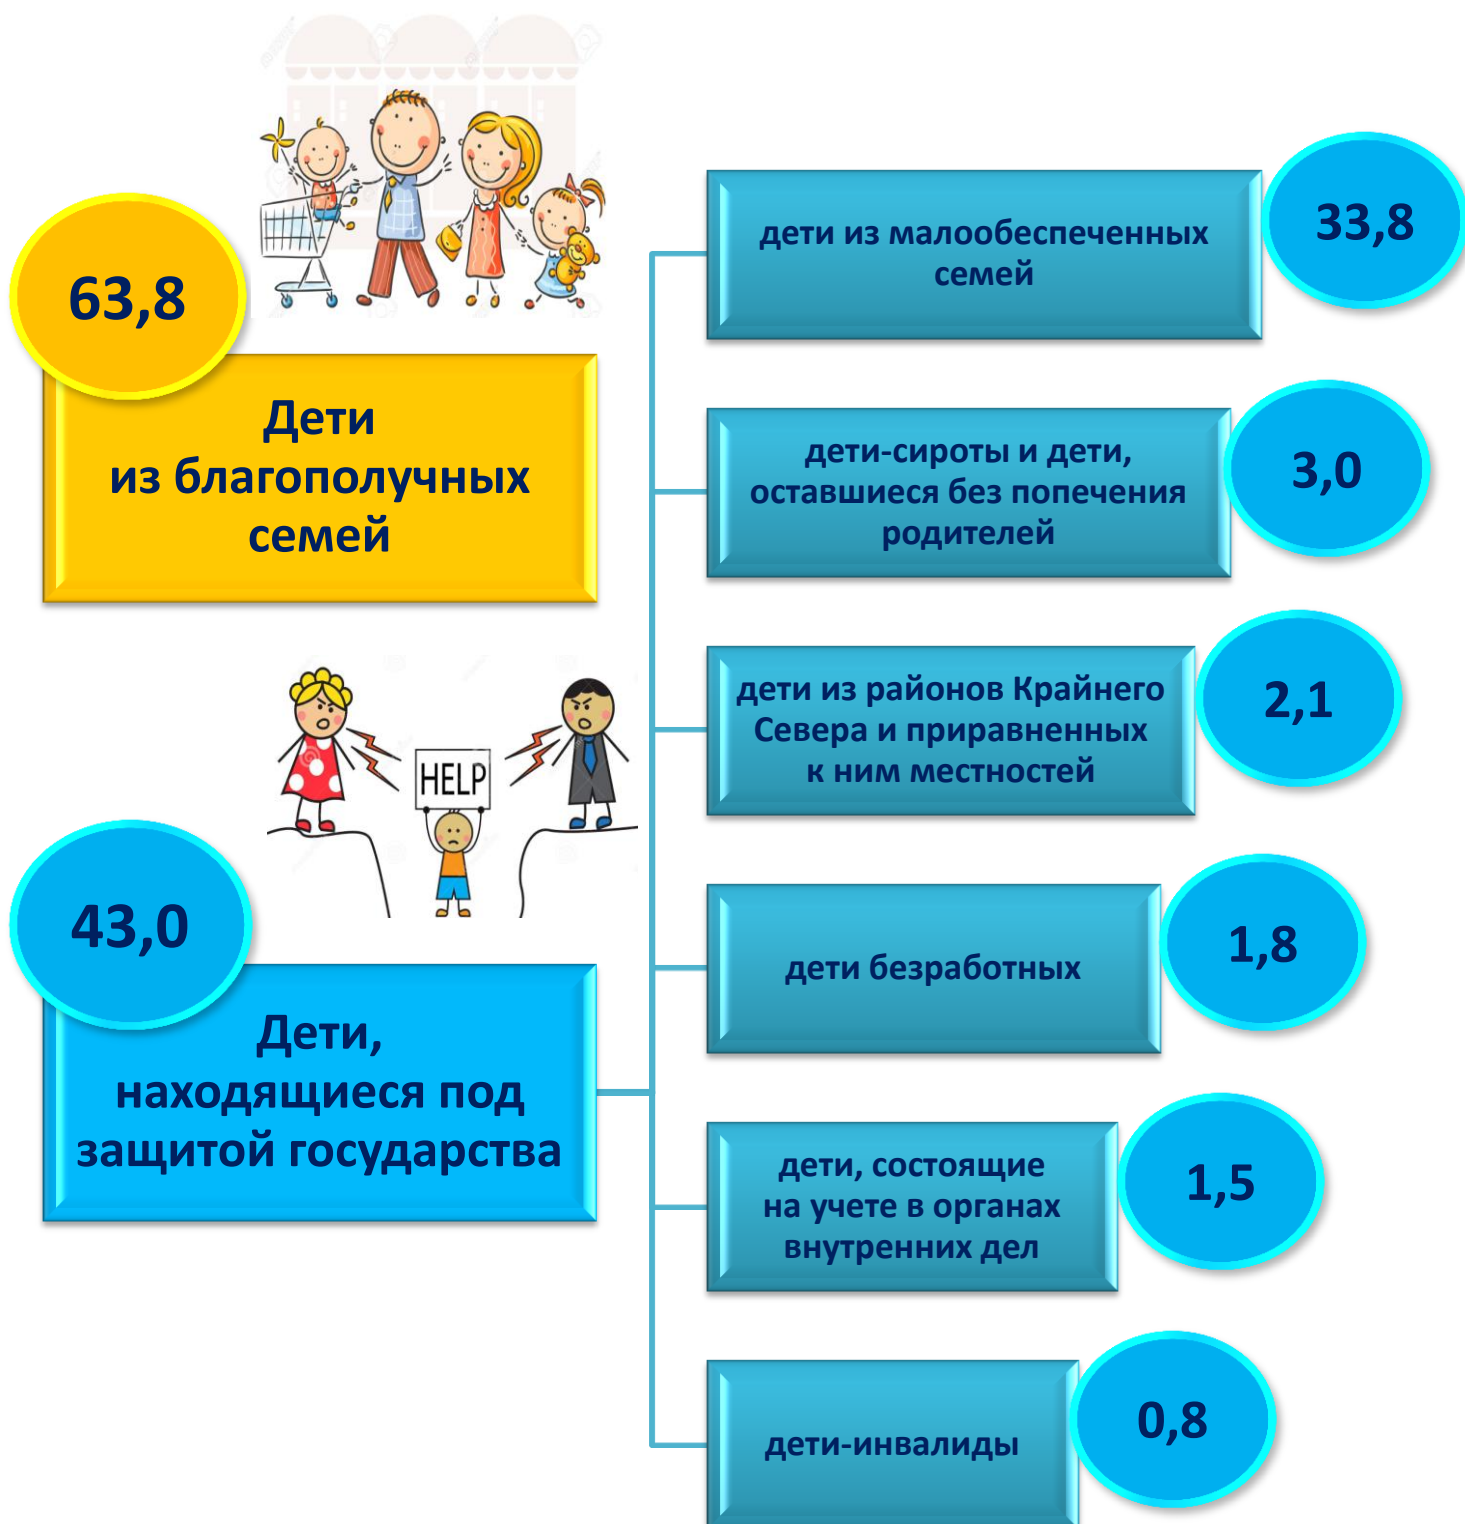 63,8
Дети
из благополучных
семей
HELP
43,0
Дети,
находящиеся под
защитой государства
дети из малообеспеченных
семей
33,8
дети-сироты и дети,
оставшиеся без попечения
родителей
3,0
дети из районов Крайнего
Севера и приравненных
к ним местностей
2,1
дети безработных
1,8
дети, состоящие
на учете в органах
внутренних дел
1,5
дети-инвалиды
0,8